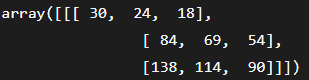 array([[[ 30,  24,  18],
        [ 84,  69,  54],
        [138, 114,  90]]])